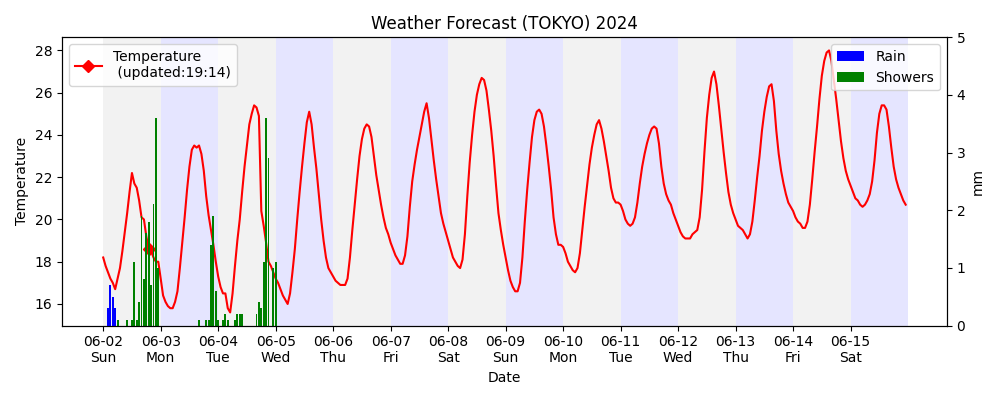 Weather Forecast (TOKYO) 2024
Temperature
(updated:19:14)
Rain
Showers
Temperature
28
26
24
22
20
18
16
5
4
3
2
1
0
mm
06-02 06-03 06-04 06-05 06-06 06-07 06-08 06-09 06-10 06-11 06-12 06-13 06-14 06-15
Sun Mon Tue Wed Thu Fri Sat Sun Mon Tue Wed Thu Fri Sat
Date